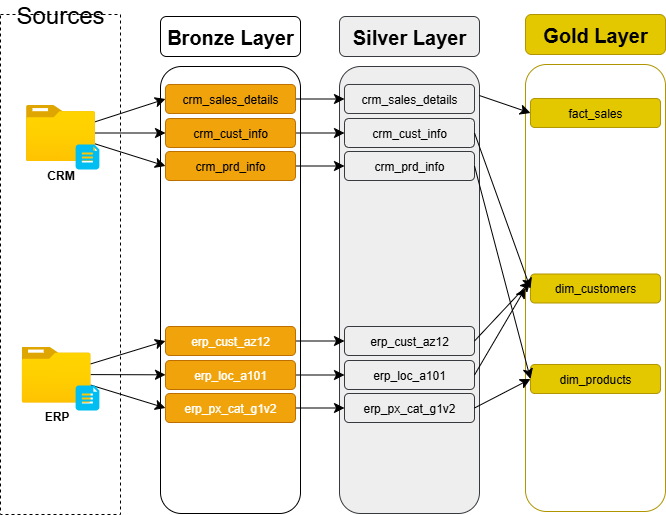 Sources
Bronze Layer
Silver Layer
Gold Layer
CRM
crm_sales_details
crm_cust_info
crm_prd_info
crm_sales_details
crm_cust_info
crm_prd_info
fact_sales
dim_customers
dim_products
ERP
erp_cust_az12
erp_loc_a101
erp_px_cat_g1v2
erp_cust_az12
erp_loc_a101
erp_px_cat_g1v2